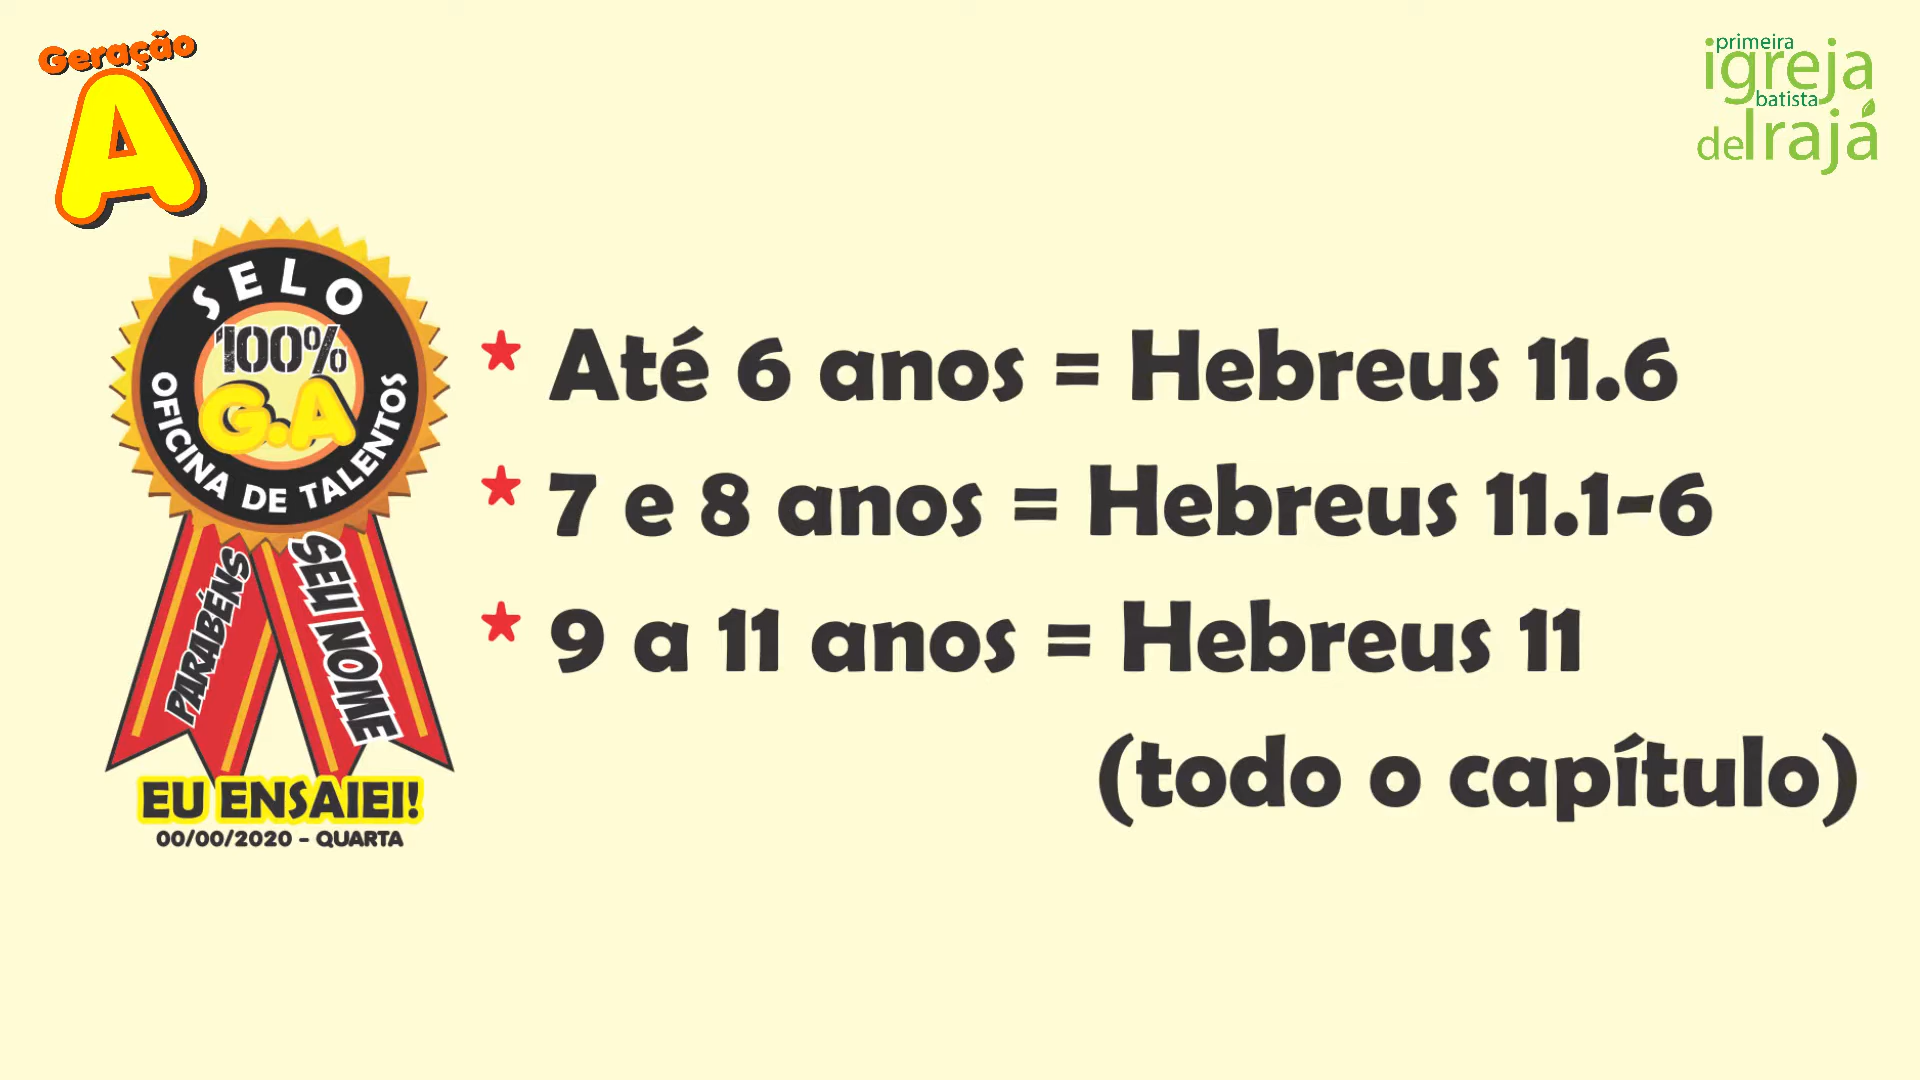 Geração
A
primeira
igreja
batista
de Irajá
SELO
100%
G.A
OFICINA DE TALENTOS
PARABÉNS
SEU NOME
EU ENSAIEI!
00/00/2020 - QUARTA
* Até 6 anos = Hebreus 11.6
* 7 e 8 anos = Hebreus 11.1-6
* 9 a 11 anos = Hebreus 11
(todo o capítulo)